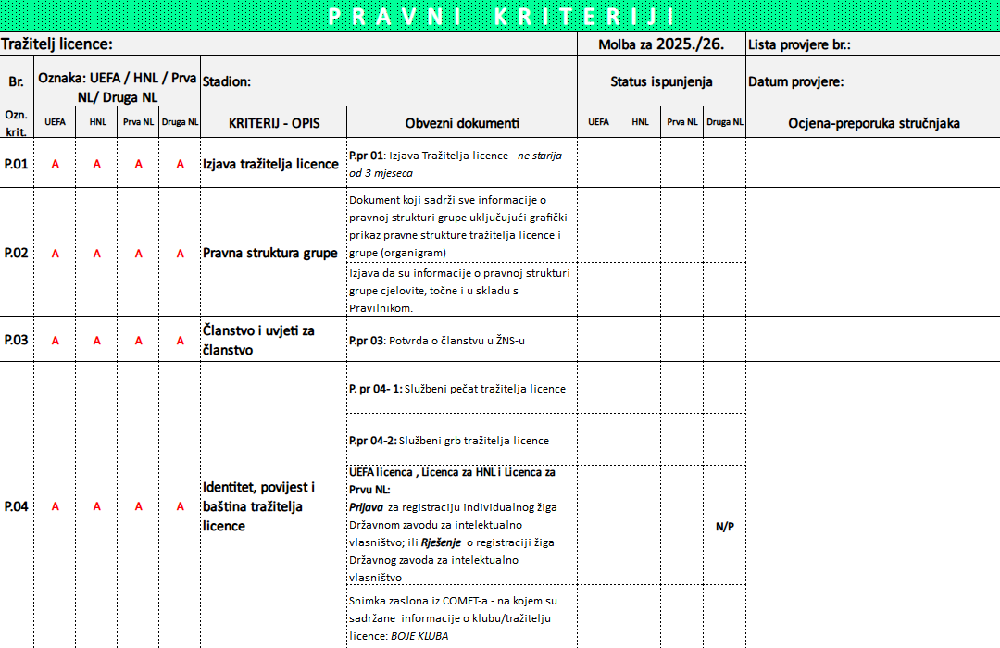 PRAVNI KRITERIJI
Tražitelj licence: Molba za 2025./26. Lista provjere br.:
Br. Oznaka: UEFA / HNL / Prva NL/ Druga NL Stadion: Status ispunjenja Datum provjere:
Ozn. krit. UEFA HNL Prva NL Druga NL KRITERIJ - OPIS Obvezni dokumenti UEFA HNL Prva NL Druga NL Ocjena-preporuka stručnjaka
P.01 A A A A Izjava tražitelja licence
P.pr 01: Izjava Tražitelja licence - ne starija
od 3 mjeseca
P.02 A A A A Pravna struktura grupe
Dokument koji sadrži sve informacije o
pravnoj strukturi grupe uključujući grafički
prikaz pravne strukture tražitelja licence i
grupe (organigram)
Izjava da su informacije o pravnoj strukturi
grupe cjelovite, točne i u skladu s
Pravilnikom.
P.03 A A A A
Članstvo i uvjeti za
članstvo
P.pr 03: Potvrda o članstvu u ŽNS-u
P.04 A A A A
Identitet, povijest i
baština tražitelja
licence
P. pr 04- 1: Službeni pečat tražitelja licence
P.pr 04-2: Službeni grb tražitelja licence
UEFA licenca , Licenca za HNL i Licenca za
Prvu NL:
Prijava za registraciju individualnog žiga
Državnom zavodu za intelektualno
vlasništvo; ili Rješenje o registraciji žiga
Državnog zavoda za intelektualno
vlasništvo
N/P
Snimka zaslona iz COMET-a - na kojem su
sadržane informacije o klubu/tražitelju
licence: BOJE KLUBA